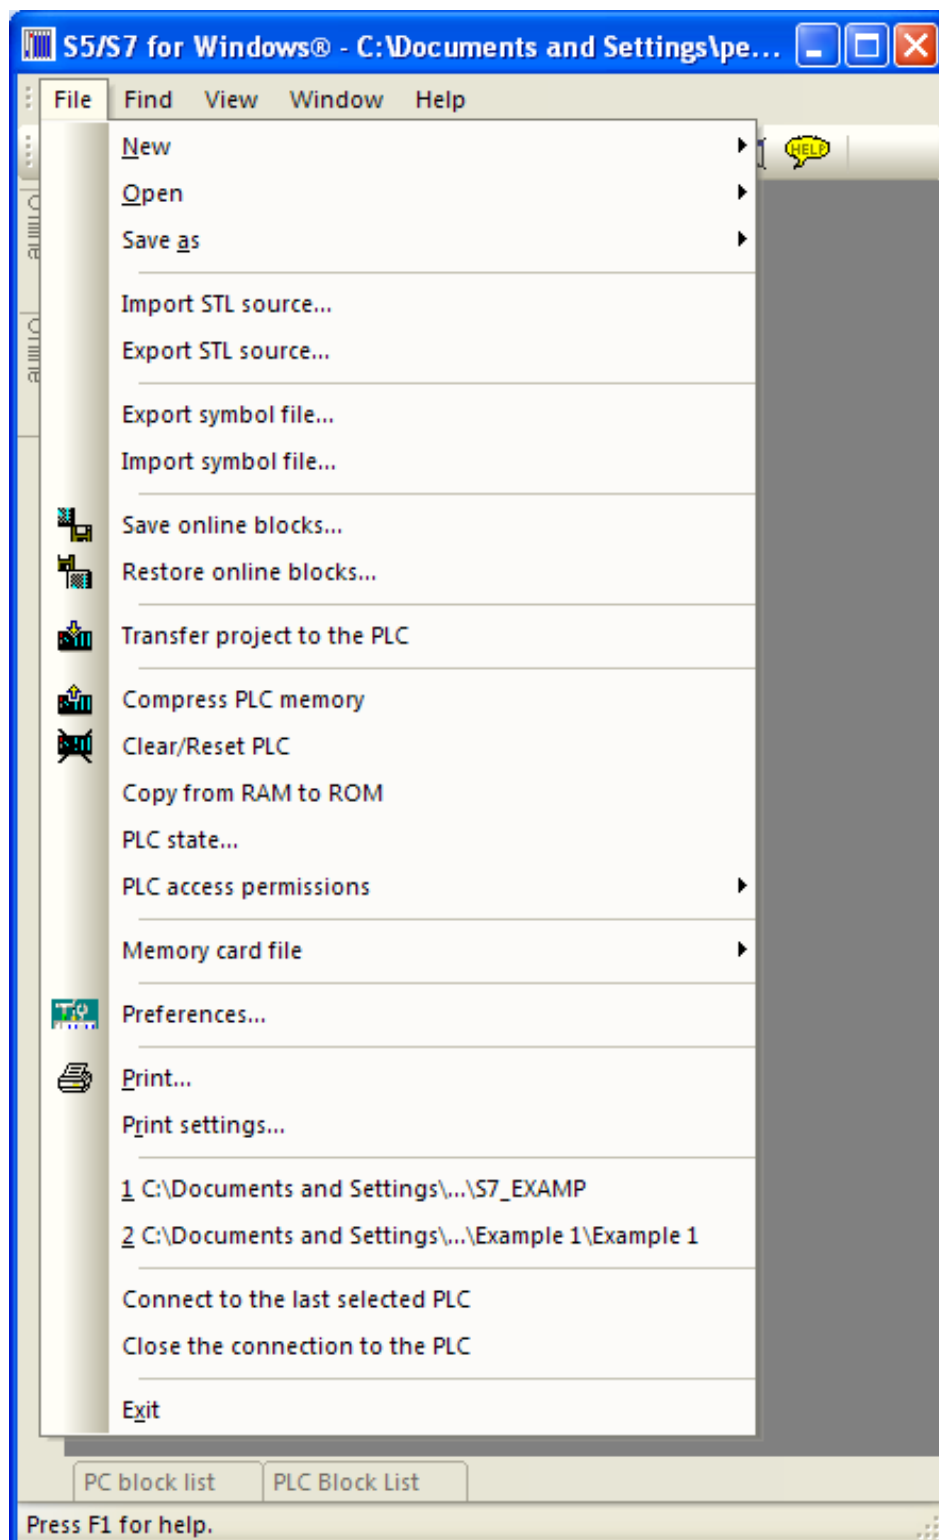 S5/S7 for Windows® - C:\Documents and Settings\pe...
File Find View Window Help
HELP
New
Open
Save as
Import STL source...
Export STL source...
Export symbol file...
Import symbol file...
Save online blocks...
Restore online blocks...
Transfer project to the PLC
Compress PLC memory
Clear/Reset PLC
Copy from RAM to ROM
PLC state...
PLC access permissions
Memory card file
Preferences...
Print...
Print settings...
1 C:\Documents and Settings\...\S7_EXAMP
2 C:\Documents and Settings\...\Example 1\Example 1
Connect to the last selected PLC
Close the connection to the PLC
Exit
PC block list PLC Block List
Press F1 for help.